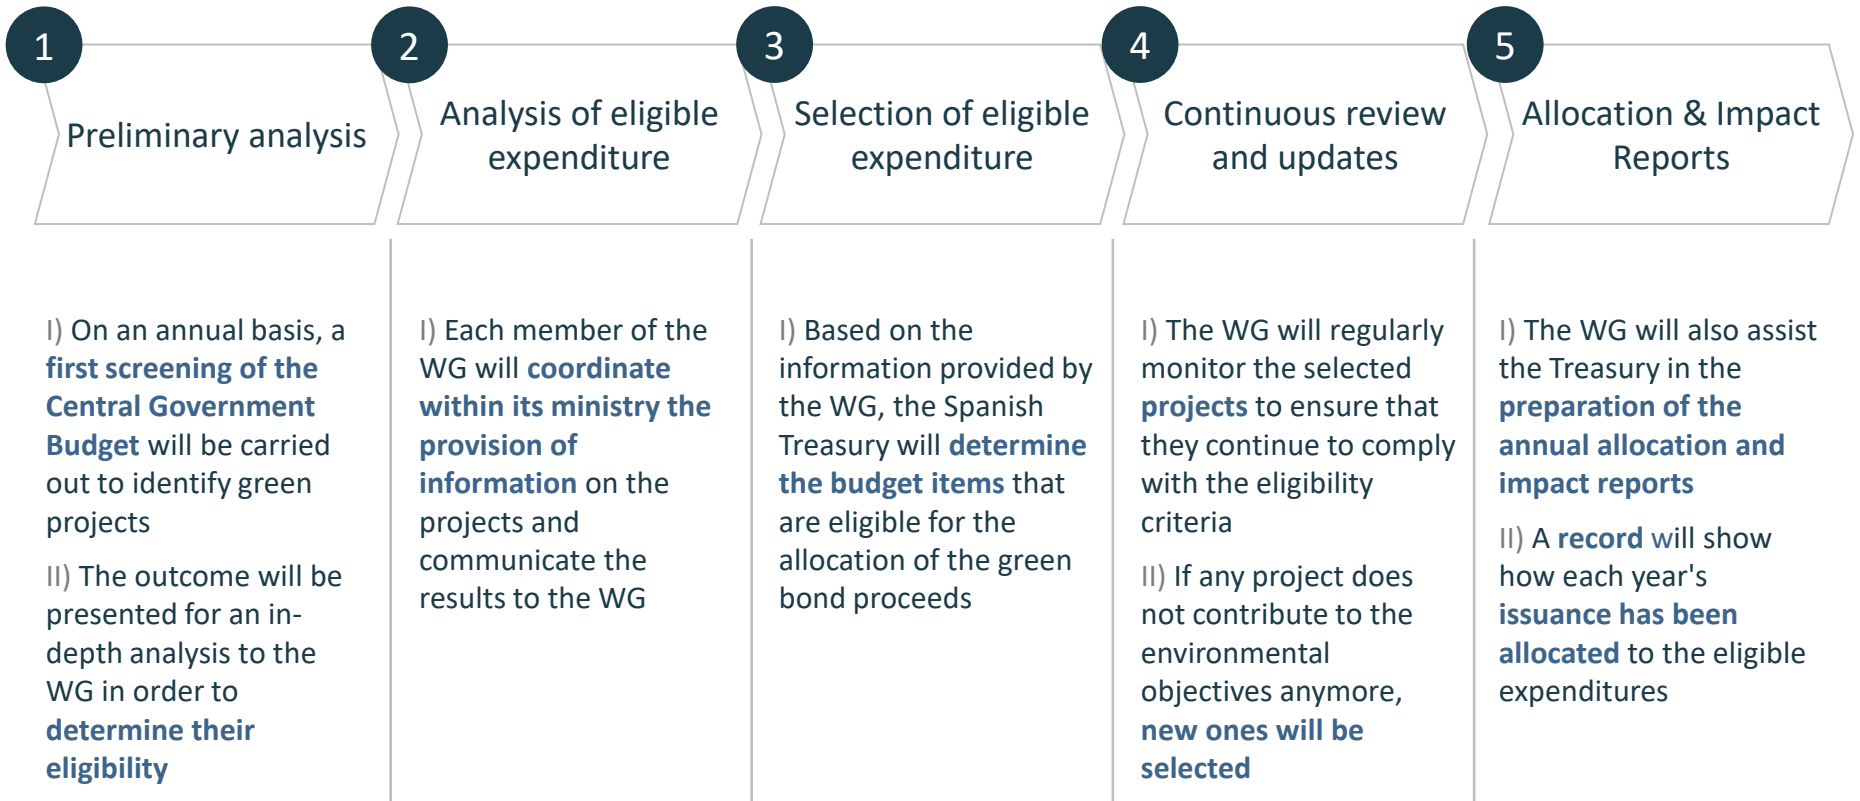 1
Preliminary analysis
2
Analysis of eligible
expenditure
3
Selection of eligible
expenditure
4
Continuous review
and updates
5
Allocation & Impact
Reports
I) On an annual basis, a
first screening of the
Central Government
Budget will be carried
out to identify green
projects
II) The outcome will be
presented for an in-
depth analysis to the
WG in order to
determine their
eligibility
I) Each member of the
WG will coordinate
within its ministry the
provision of
information on the
projects and
communicate the
results to the WG
I) Based on the
information provided by
the WG, the Spanish
Treasury will determine
the budget items that
are eligible for the
allocation of the green
bond proceeds
I) The WG will regularly
monitor the selected
projects to ensure that
they continue to comply
with the eligibility
criteria
II) If any project does
not contribute to the
environmental
objectives anymore,
new ones will be
selected
I) The WG will also assist
the Treasury in the
preparation of the
annual allocation and
impact reports
II) A record will show
how each year's
issuance has been
allocated to the eligible
expenditures